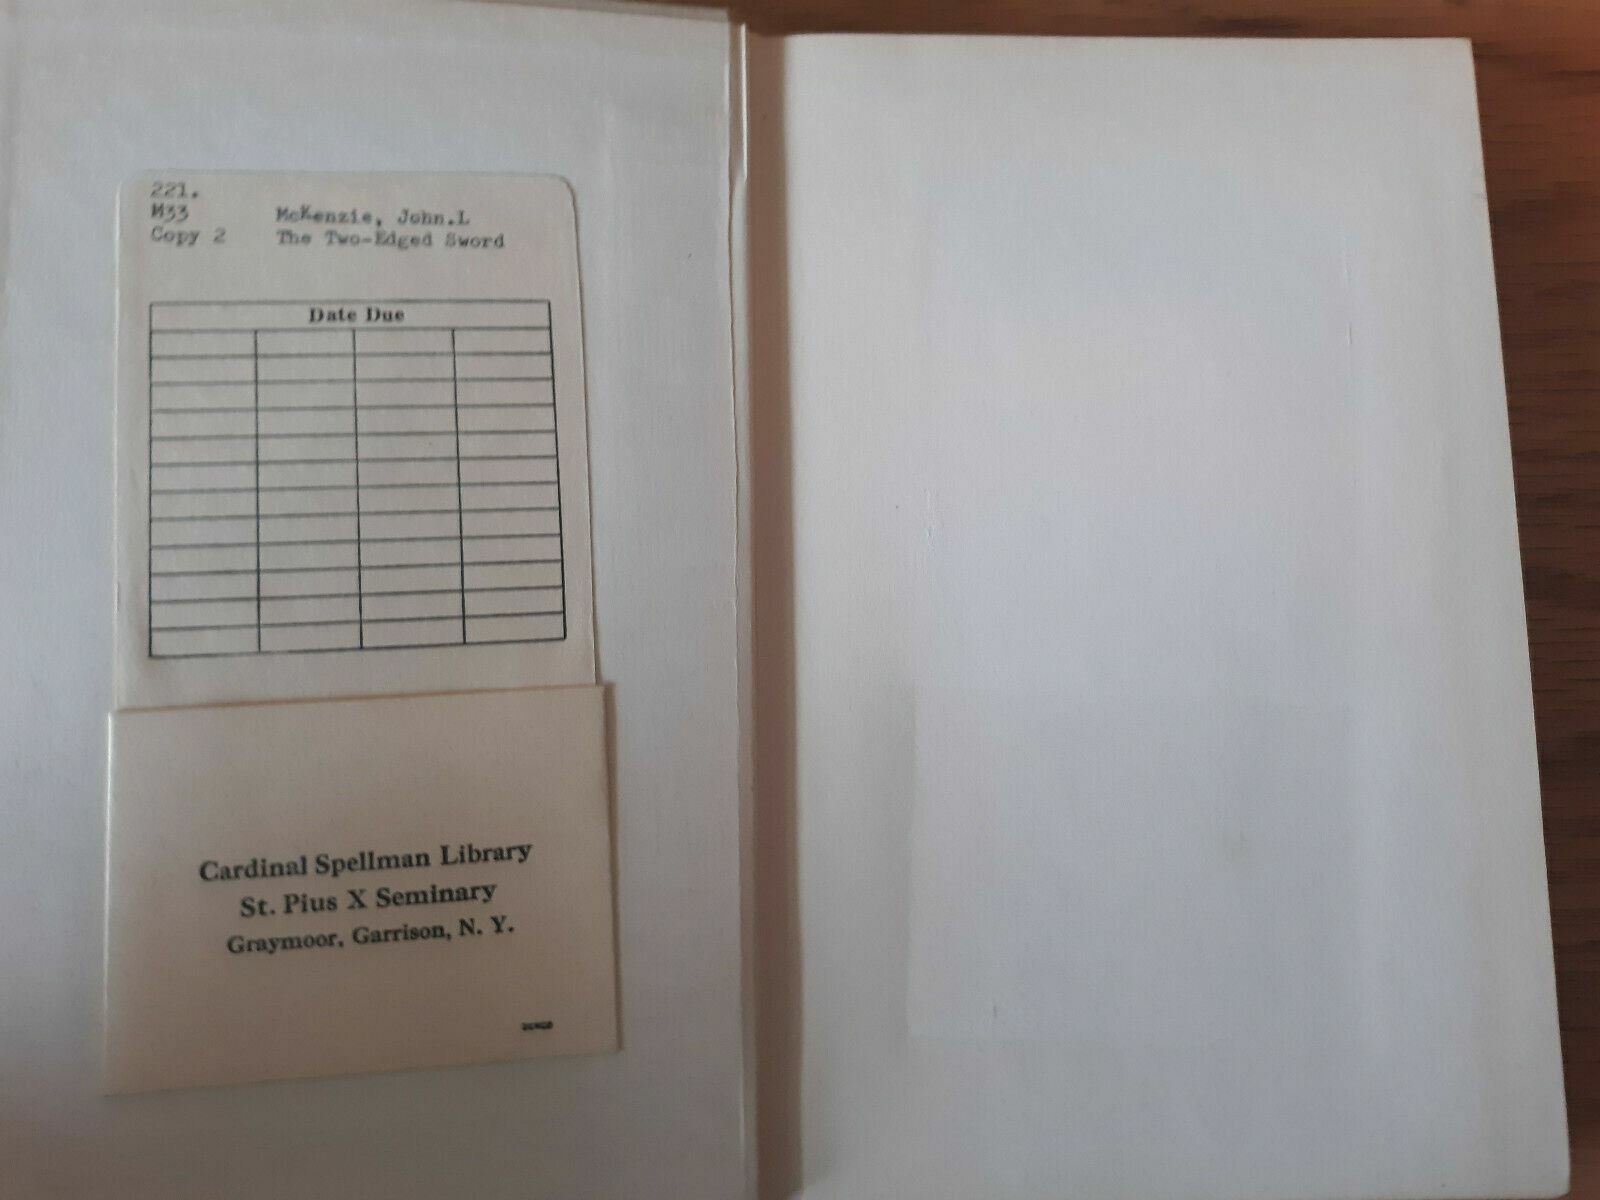 221.
M33 McKenzie, John.L
Copy 2 The Two-Edged Sword
Date Due
Cardinal Spellman Library
St. Pius X Seminary
Graymoor, Garrison, N. Y.